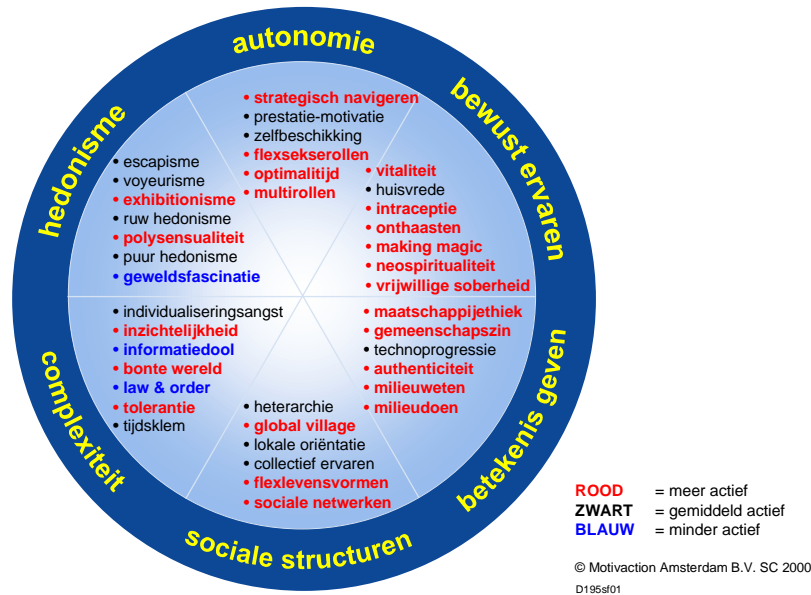 autonomie
• strategisch navigeren
• prestatie-motivatie
• zelfbeschikking
• flexsekserollen
• optimalitijd
• multirollen
bewust ervaren
• vitaliteit
• huisvrede
• intraceptie
• onthaasten
• making magic
• neospiritualiteit
• vrijwillige soberheid
betekenis geven
• maatschappijethiek
• gemeenschapszin
• technoprogressie
• authenticiteit
• milieuweten
• milieudoen
sociale structuren
• heterarchie
• global village
• lokale oriëntatie
• collectief ervaren
• flexlevensvormen
• sociale netwerken
complexiteit
• individualiseringsangst
• inzichtelijkheid
• informatiedool
• bonte wereld
• law & order
• tolerantie
• tijdsklem
hedonisme
• escapisme
• voyeurisme
• exhibitionisme
• ruw hedonisme
• polysensualiteit
• puur hedonisme
• geweldsfascinatie
ROOD = meer actief
ZWART = gemiddeld actief
BLAUW = minder actief
© Motivaction Amsterdam B.V. SC 2000
D195sf01